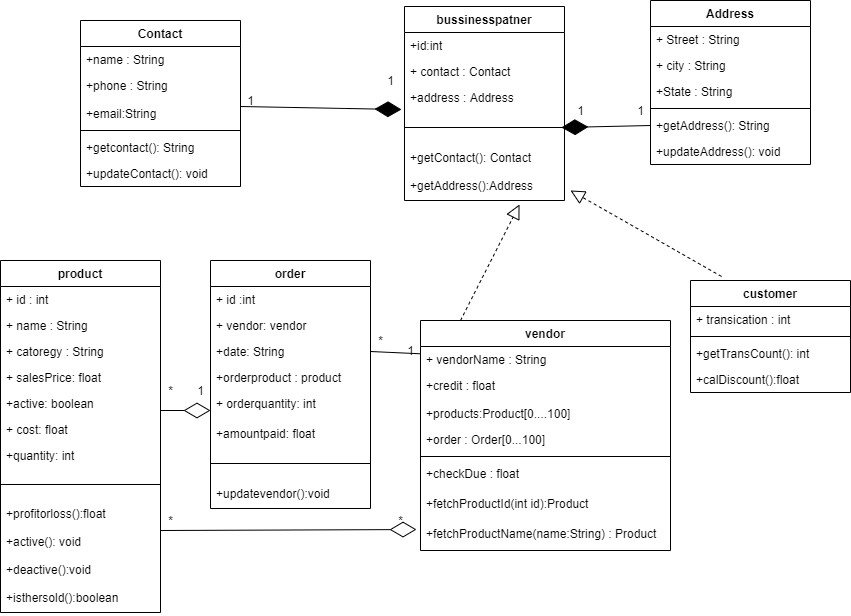 Contact
+name : String
+phone : String
+email:String
+getcontact(): String
+updateContact(): void
1
1
bussinesspatner
+id:int
+ contact : Contact
+address : Address
+getContact(): Contact
+getAddress():Address
1
1
Address
+ Street : String
+ city : String
+State : String
+getAddress(): String
+updateAddress(): void
product
+ id : int
+ name : String
+ catoregy : String
+ salesPrice: float
+active: boolean
+ cost: float
+quantity: int
+profitorloss():float
+active(): void
+deactive():void
+isthersold():boolean
*
1
*
*
order
+ id :int
+ vendor: vendor
+date: String
+orderproduct : product
+ orderquantity: int
+amountpaid: float
+updatevendor():void
*
1
vendor
+ vendorName : String
+credit : float
+products:Product[0....100]
+order : Order[0...100]
+checkDue : float
+fetchProductId(int id):Product
+fetchProductName(name:String) : Product
customer
+ transication : int
+getTransCount(): int
+calDiscount():float